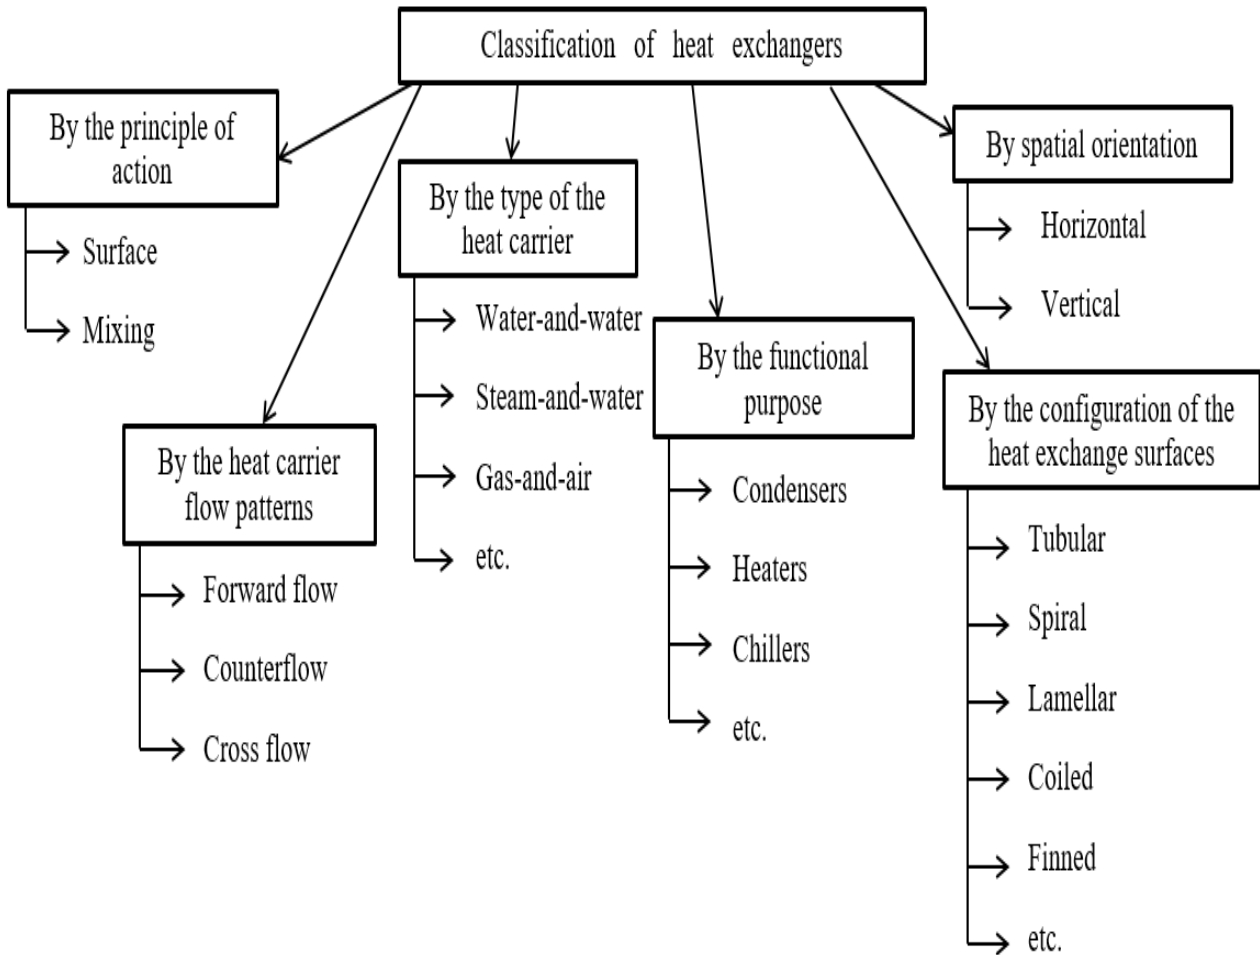 Classification of heat exchangers
By the principle of
action
Surface
Mixing
By the heat carrier
flow patterns
Forward flow
Counterflow
Cross flow
By the type of the
heat carrier
Water-and-water
Steam-and-water
Gas-and-air
etc.
By the functional
purpose
Condensers
Heaters
Chillers
etc.
By spatial orientation
Horizontal
Vertical
By the configuration of the
heat exchange surfaces
Tubular
Spiral
Lamellar
Coiled
Finned
etc.